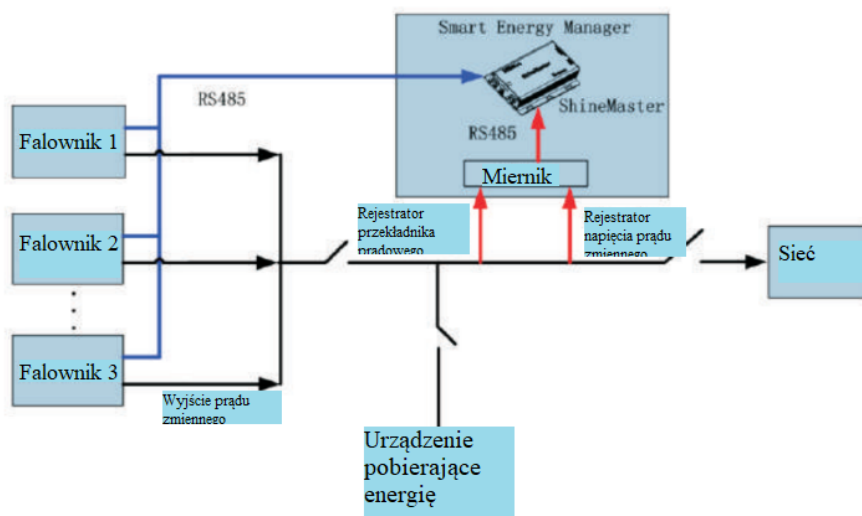 Smart Energy Manager
ShineMaster
RS485
RS485
Miernik
Falownik 1
Falownik 2
Falownik 3
Rejestrator
przekładnika
prądowego
Rejestrator
napięcia prądu
zmiennego
Sieć
Wyjście prądu
zmiennego
Urządzenie
pobierające
energię